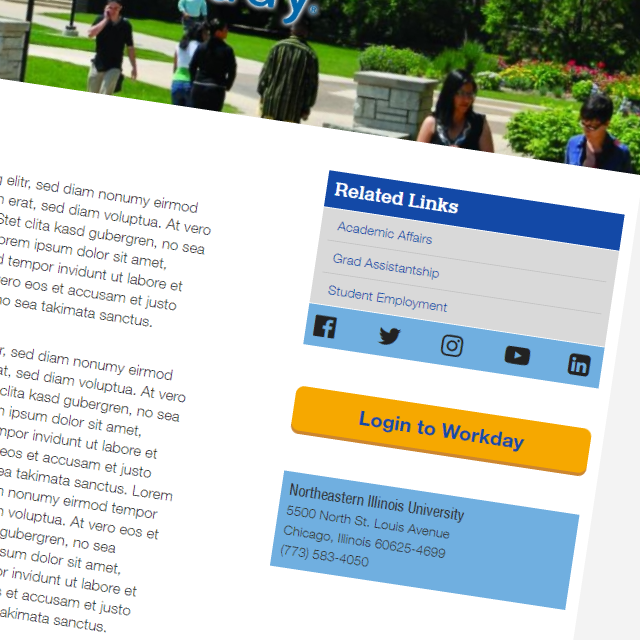 elitr, sed diam nonumy eirmod
erat, sed diam voluptua. At vero
Stet clita kasd gubergren, no sea
orem ipsum dolor sit amet,
tempor invidunt ut labore et
vero eos et accusam et justo
no sea takimata sanctus.
sed diam nonumy eirmod
sed diam voluptua. At vero
clita kasd gubergren, no sea
ipsum dolor sit amet,
mpor invidunt ut labore et
eos et accusam et justo
ea takimata sanctus. Lorem
nonumy eirmod tempor
voluptua. At vero eos et
gubergren, no sea
sum dolor sit amet,
or invidunt ut labore et
et accusam et justo
akimata sanctus.
Related Links
Academic Affairs
Grad Assistantship
Student Employment
Login to Workday
Northeastern Illinois University
5500 North St. Louis Avenue
Chicago, Illinois 60625-4699
(773) 583-4050